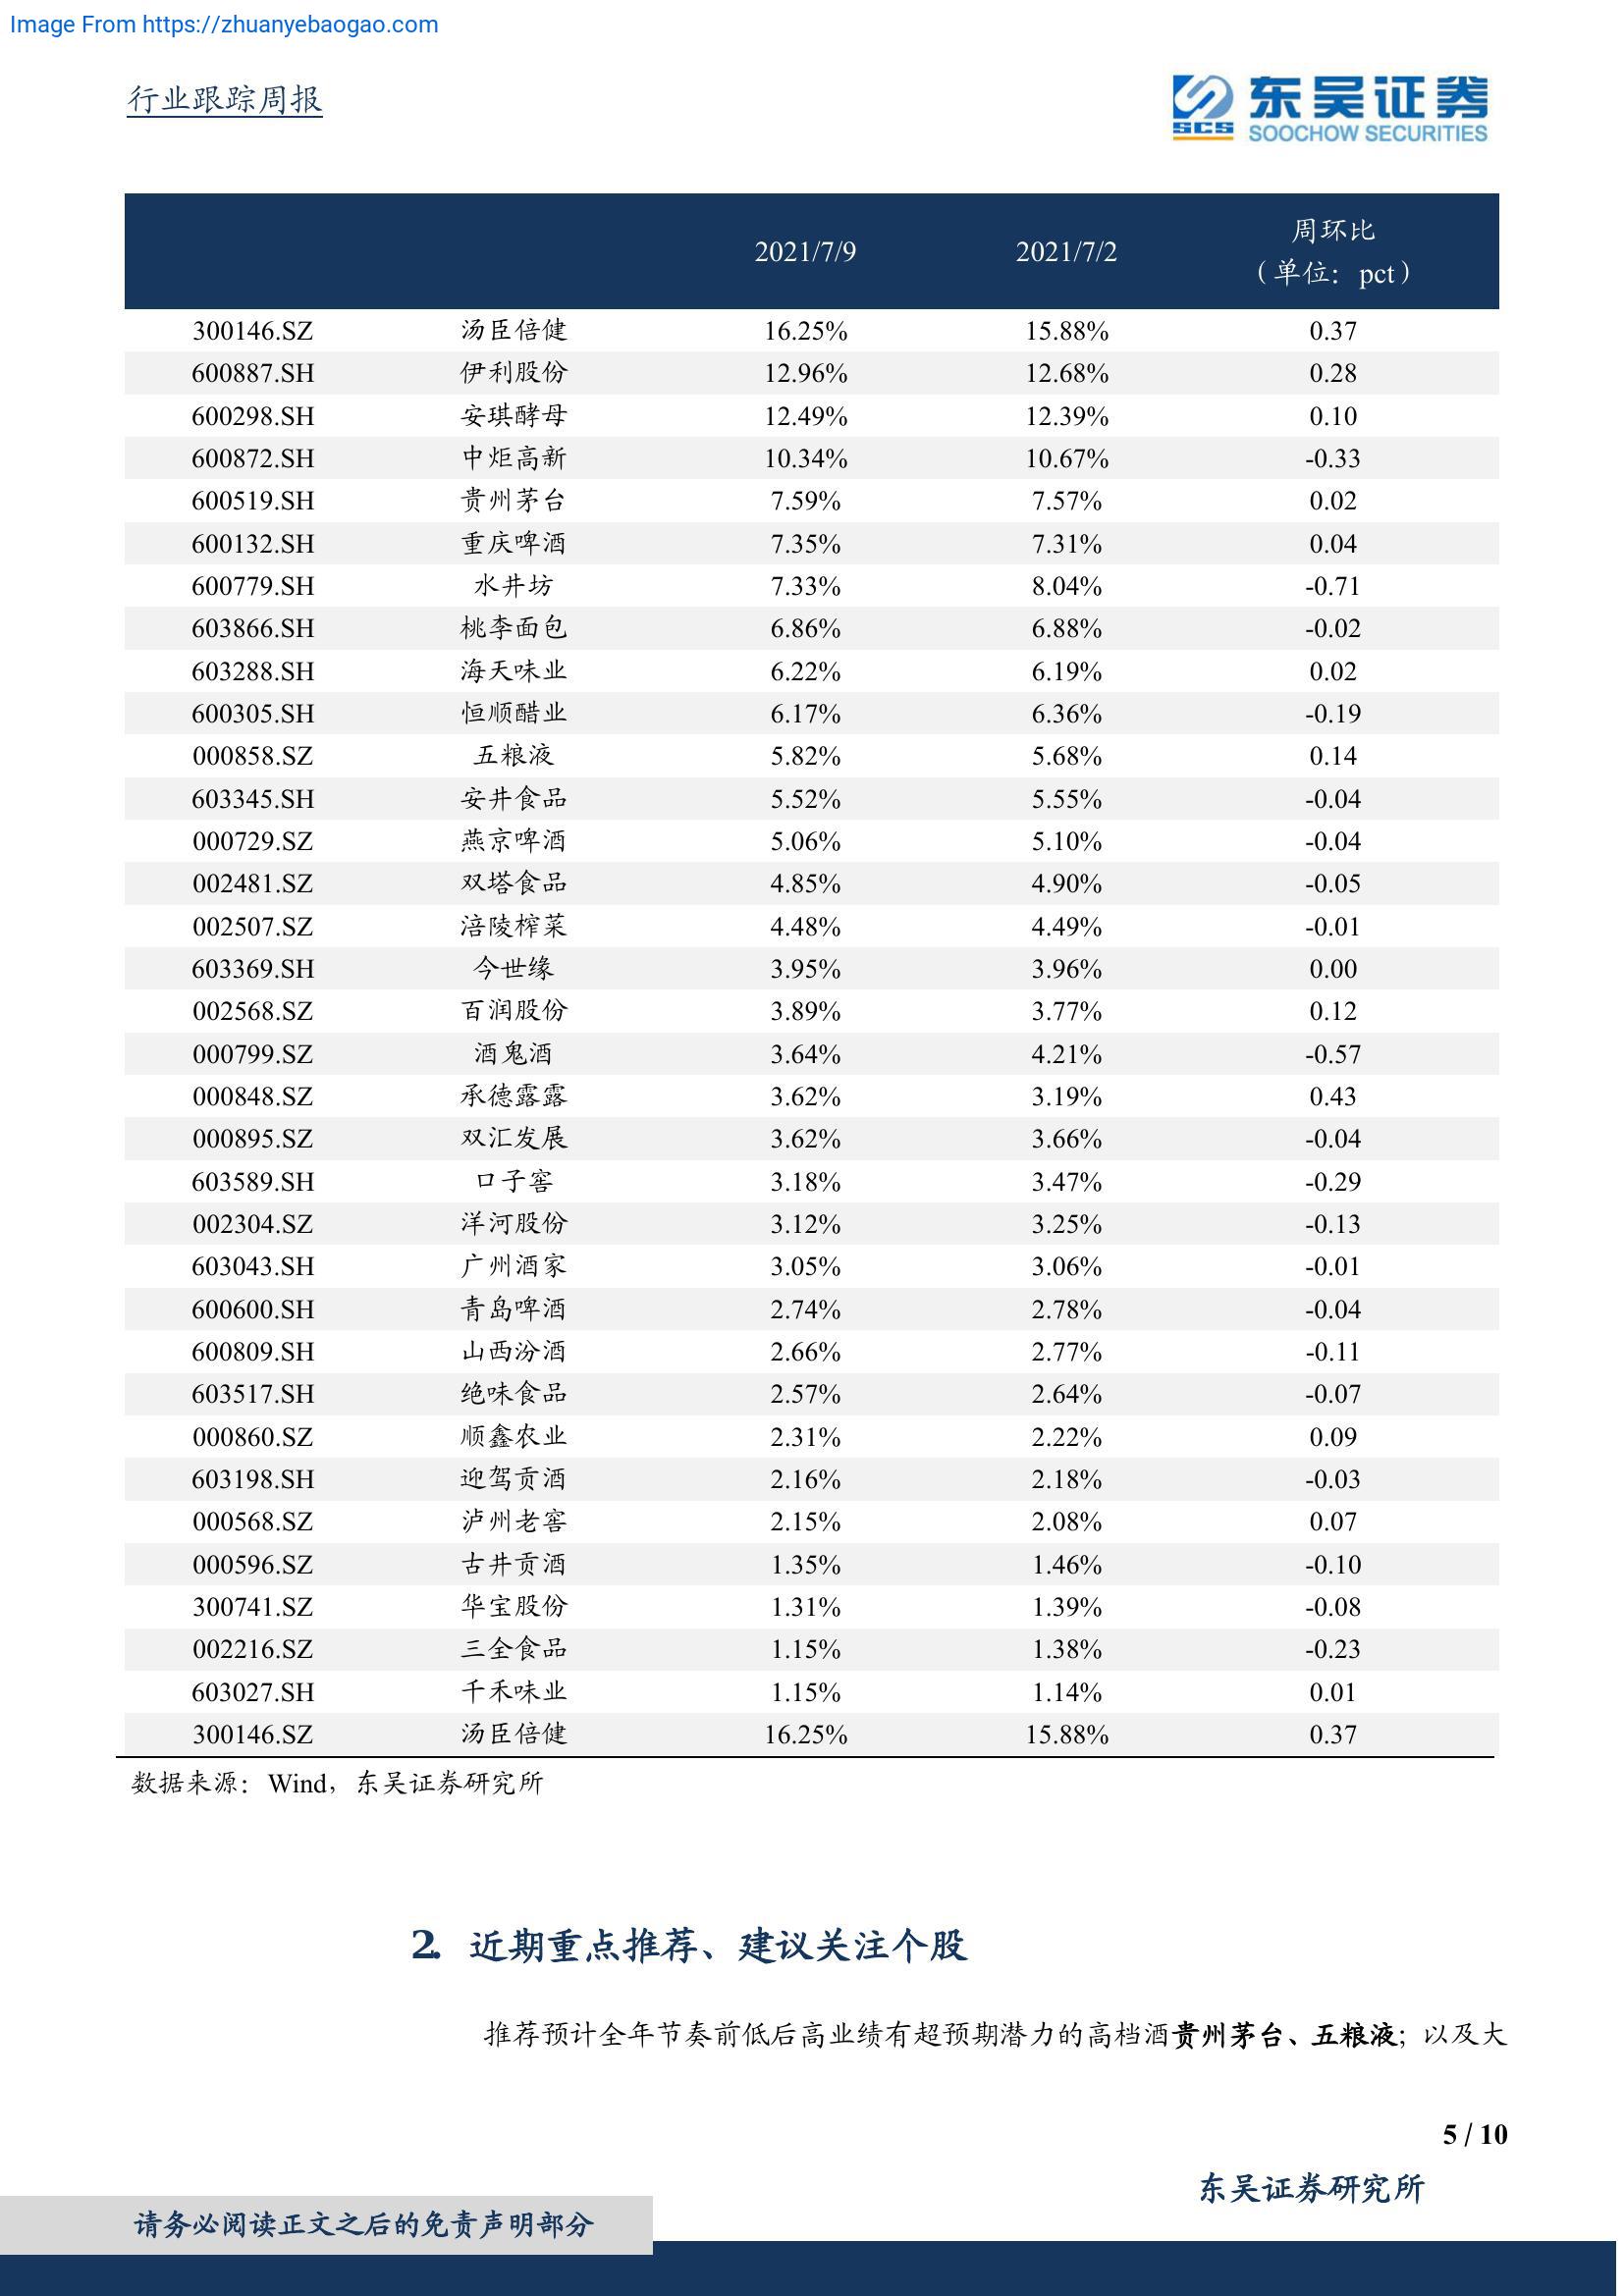 Image From https://zhuanyebaogao.com
行业跟踪周报
东吴证券
SCS
SOOCHOW SECURITIES
2021/7/9 2021/7/2 周环比
（单位：pct）
300146.SZ 汤臣倍健 16.25% 15.88% 0.37
600887.SH 伊利股份 12.96% 12.68% 0.28
600298.SH 安琪酵母 12.49% 12.39% 0.10
600872.SH 中炬高新 10.34% 10.67% -0.33
600519.SH 贵州茅台 7.59% 7.57% 0.02
600132.SH 重庆啤酒 7.35% 7.31% 0.04
600779.SH 水井坊 7.33% 8.04% -0.71
603866.SH 桃李面包 6.86% 6.88% -0.02
603288.SH 海天味业 6.22% 6.19% 0.02
600305.SH 恒顺醋业 6.17% 6.36% -0.19
000858.SZ 五粮液 5.82% 5.68% 0.14
603345.SH 安井食品 5.52% 5.55% -0.04
000729.SZ 燕京啤酒 5.06% 5.10% -0.04
002481.SZ 双塔食品 4.85% 4.90% -0.05
002507.SZ 涪陵榨菜 4.48% 4.49% -0.01
603369.SH 今世缘 3.95% 3.96% 0.00
002568.SZ 百润股份 3.89% 3.77% 0.12
000799.SZ 酒鬼酒 3.64% 4.21% -0.57
000848.SZ 承德露露 3.62% 3.19% 0.43
000895.SZ 双汇发展 3.62% 3.66% -0.04
603589.SH 口子窖 3.18% 3.47% -0.29
002304.SZ 洋河股份 3.12% 3.25% -0.13
603043.SH 广州酒家 3.05% 3.06% -0.01
600600.SH 青岛啤酒 2.74% 2.78% -0.04
600809.SH 山西汾酒 2.66% 2.77% -0.11
603517.SH 绝味食品 2.57% 2.64% -0.07
000860.SZ 顺鑫农业 2.31% 2.22% 0.09
603198.SH 迎驾贡酒 2.16% 2.18% -0.03
000568.SZ 泸州老窖 2.15% 2.08% 0.07
000596.SZ 古井贡酒 1.35% 1.46% -0.10
300741.SZ 华宝股份 1.31% 1.39% -0.08
002216.SZ 三全食品 1.15% 1.38% -0.23
603027.SH 千禾味业 1.15% 1.14% 0.01
300146.SZ 汤臣倍健 16.25% 15.88% 0.37
数据来源：Wind，东吴证券研究所
2. 近期重点推荐、建议关注个股
推荐预计全年节奏前低后高业绩有超预期潜力的高档酒贵州茅台、五粮液；以及大
5 / 10
东吴证券研究所
请务必阅读正文之后的免责声明部分